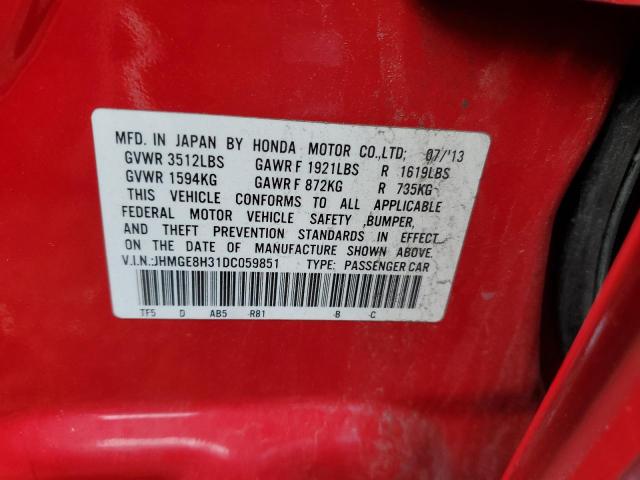 MFD. IN JAPAN BY HONDA MOTOR CO.,LTD; 07/'13
GVWR 3512LBS GAWR F 1921LBS R 1619LBS
GVWR 1594KG GAWR F 872KG R 735KG
THIS VEHICLE CONFORMS TO ALL APPLICABLE
FEDERAL MOTOR VEHICLE SAFETY ,BUMPER,
AND THEFT PREVENTION STANDARDS IN EFFECT
ON THE DATE OF MANUFACTURE SHOWN ABOVE.
V.I.N.:JHMGE8H31DC059851 TYPE: PASSENGER CAR
TF5 D AB5 -R81 -B -C